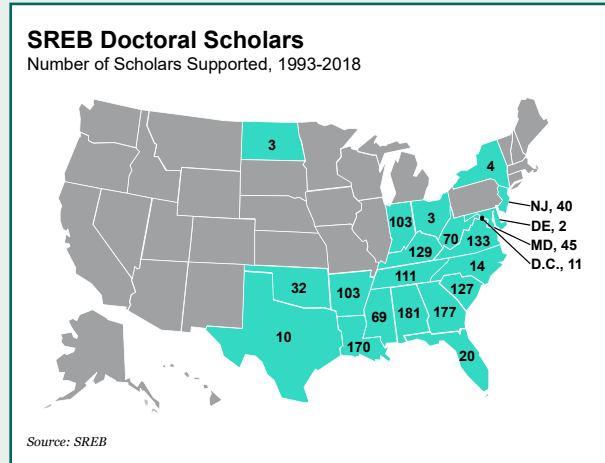 SREB Doctoral Scholars
Number of Scholars Supported, 1993-2018
3
4
NJ, 40
103
3
DE, 2
70
133
MD, 45
129
D.C., 11
111
14
32
103
127
69
181
177
10
170
20
Source: SREB